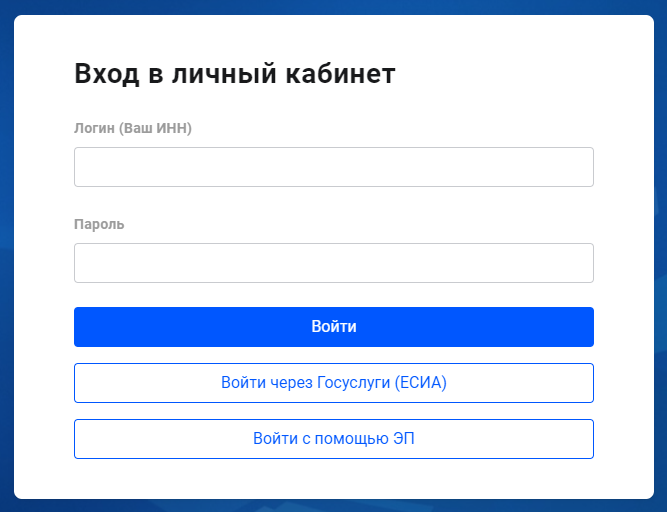 Вход в личный кабинет
Логин (Ваш ИНН)
Пароль
Войти
Войти через Госуслуги (ЕСИА)
Войти с помощью ЭП